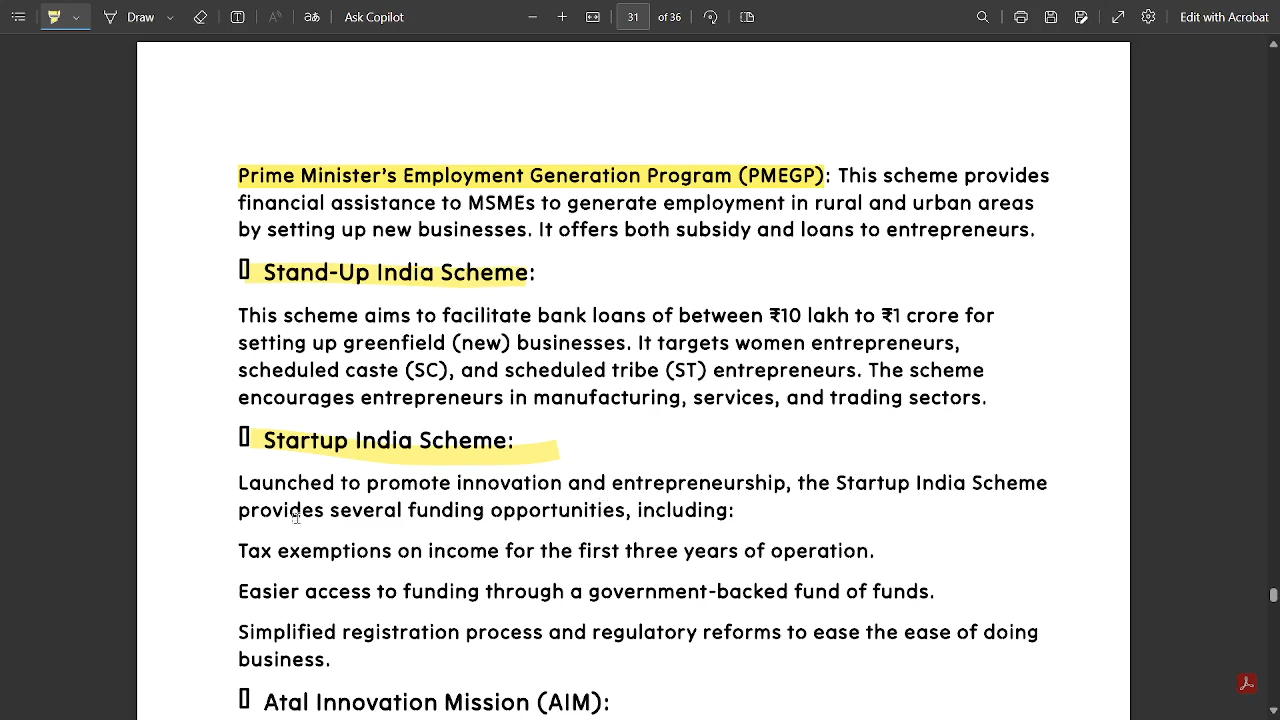 Draw
Ask Copilot
31 of 36
Edit with Acrobat
Prime Minister's Employment Generation Program (PMEGP): This scheme provides
financial assistance to MSMEs to generate employment in rural and urban areas
by setting up new businesses. It offers both subsidy and loans to entrepreneurs.
Stand-Up India Scheme:
This scheme aims to facilitate bank loans of between ₹10 lakh to ₹1 crore for
setting up greenfield (new) businesses. It targets women entrepreneurs,
scheduled caste (SC), and scheduled tribe (ST) entrepreneurs. The scheme
encourages entrepreneurs in manufacturing, services, and trading sectors.
Startup India Scheme:
Launched to promote innovation and entrepreneurship, the Startup India Scheme
provides several funding opportunities, including:
Tax exemptions on income for the first three years of operation.
Easier access to funding through a government-backed fund of funds.
Simplified registration process and regulatory reforms to ease the ease of doing
business.
Atal Innovation Mission (AIM):